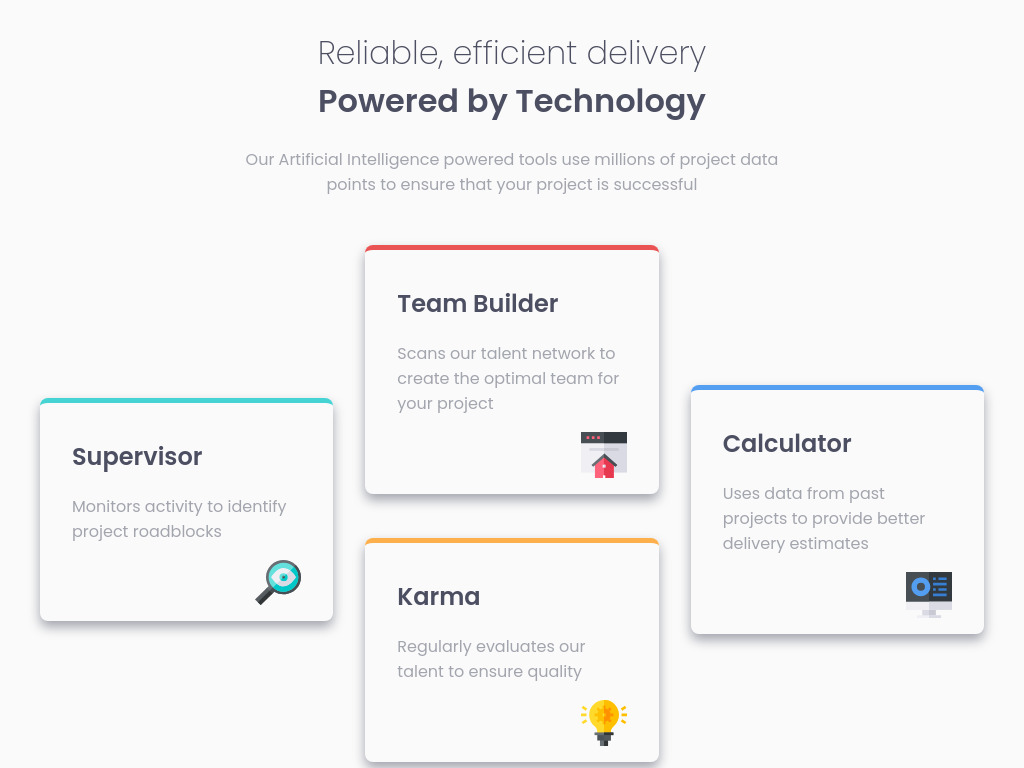 Reliable, efficient delivery
Powered by Technology
Our Artificial Intelligence powered tools use millions of project data
points to ensure that your project is successful
Supervisor
Monitors activity to identify
project roadblocks
Team Builder
Scans our talent network to
create the optimal team for
your project
Karma
Regularly evaluates our
talent to ensure quality
Calculator
Uses data from past
projects to provide better
delivery estimates